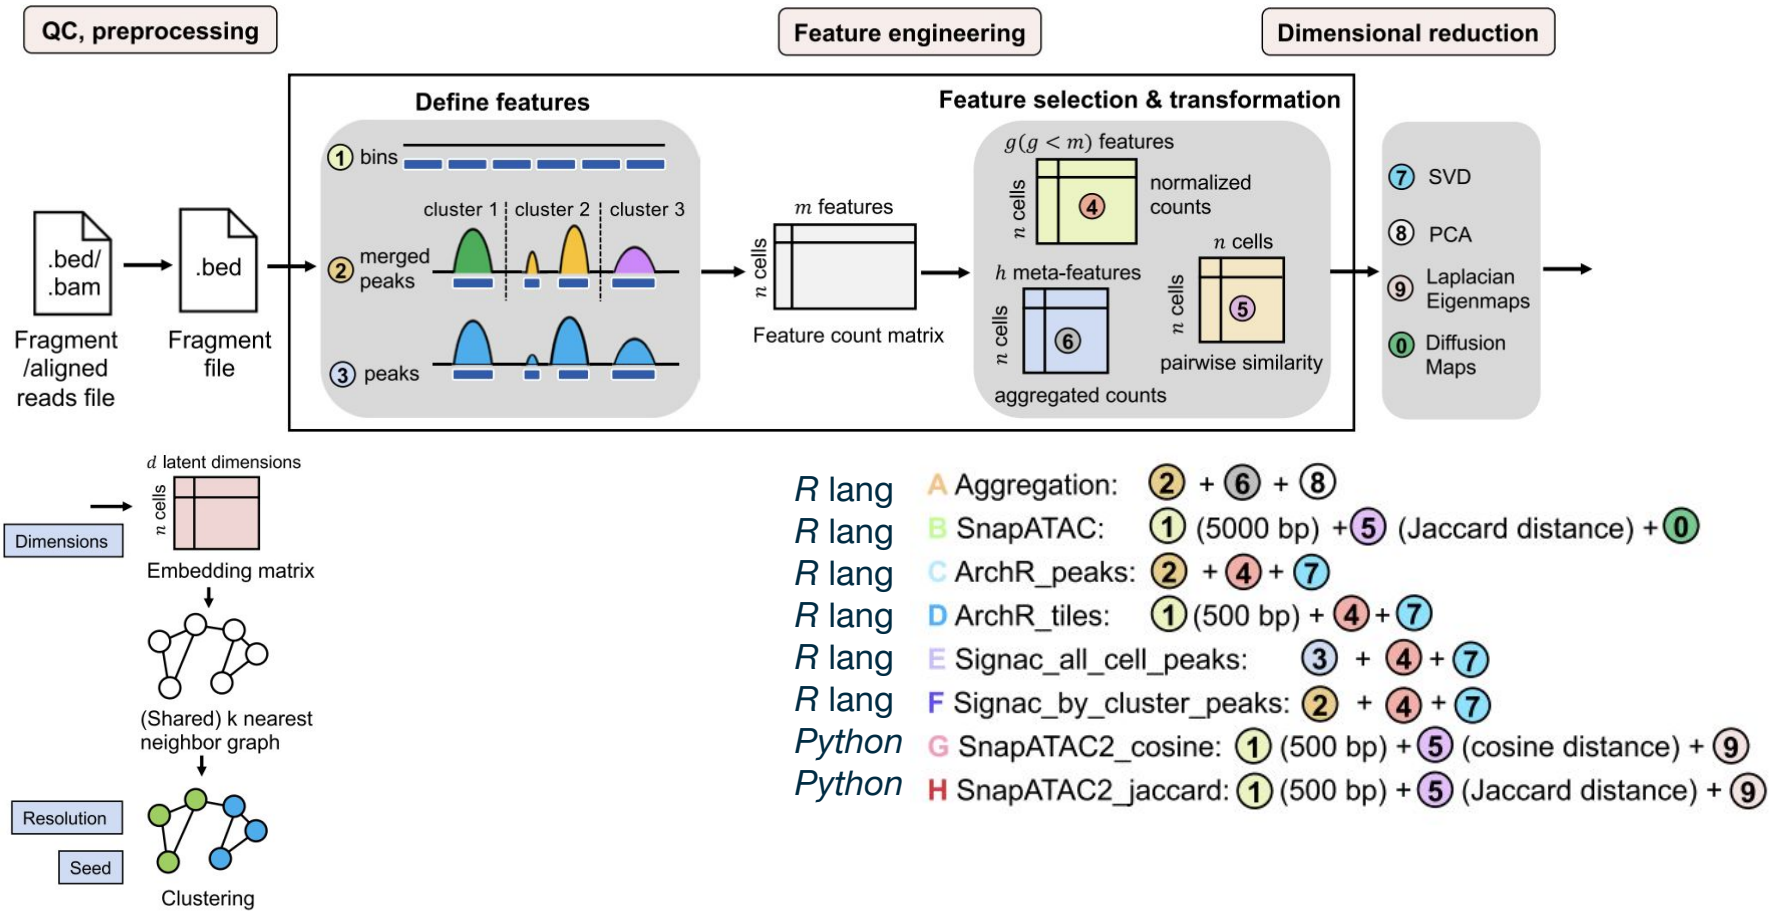 QC, preprocessing
Feature engineering
Dimensional reduction
Define features
Feature selection & transformation
1 bins
cluster 1
cluster 2
cluster 3
2 merged
peaks
3 peaks
.bed/
.bam
Fragment
/aligned
reads file
.bed
Fragment
file
m features
n cells
Feature count matrix
g(g < m) features
n cells
4
normalized
counts
h meta-features
n cells
6
aggregated counts
n cells
n cells
5
pairwise similarity
7 SVD
8 PCA
9 Laplacian
Eigenmaps
0 Diffusion
Maps
d latent dimensions
n cells
Dimensions
Embedding matrix
(Shared) k nearest
neighbor graph
Resolution
Seed
Clustering
R lang A Aggregation: 2 + 6 + 8
R lang B SnapATAC: 1 (5000 bp) + 5 (Jaccard distance) + 0
R lang C ArchR_peaks: 2 + 4 + 7
R lang D ArchR_tiles: 1 (500 bp) + 4 + 7
R lang E Signac_all_cell_peaks: 3 + 4 + 7
R lang F Signac_by_cluster_peaks: 2 + 4 + 7
Python G SnapATAC2_cosine: 1 (500 bp) + 5 (cosine distance) + 9
Python H SnapATAC2_jaccard: 1 (500 bp) + 5 (Jaccard distance) + 9